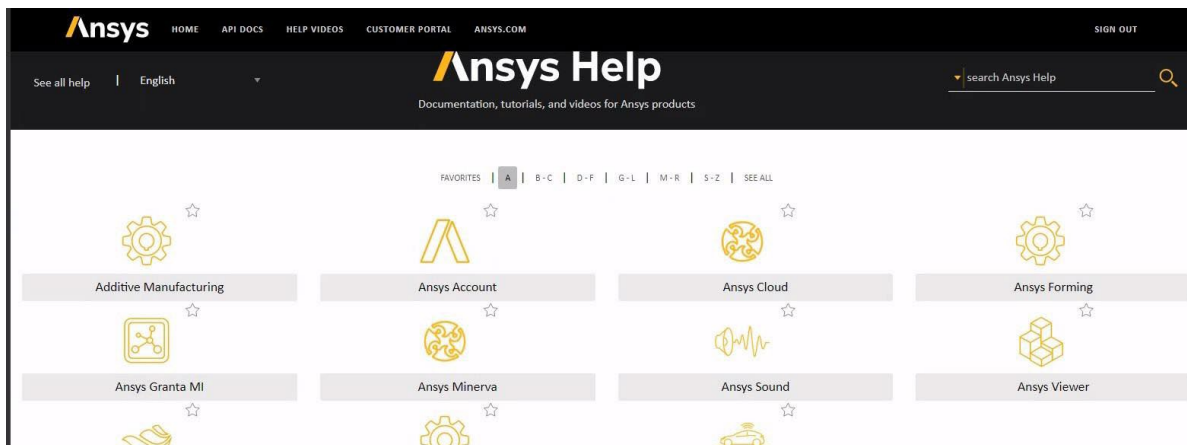 Ansys HOME API DOCS HELP VIDEOS CUSTOMER PORTAL ANSYS.COM SIGN OUT
See all help | English
Ansys Help
search Ansys Help
Documentation, tutorials, and videos for Ansys products
FAVORITES | A | B - C | D - F | G - L | M - R | S - Z | SEE ALL
Additive Manufacturing
Ansys Account
Ansys Cloud
Ansys Forming
Ansys Granta MI
Ansys Minerva
Ansys Sound
Ansys Viewer